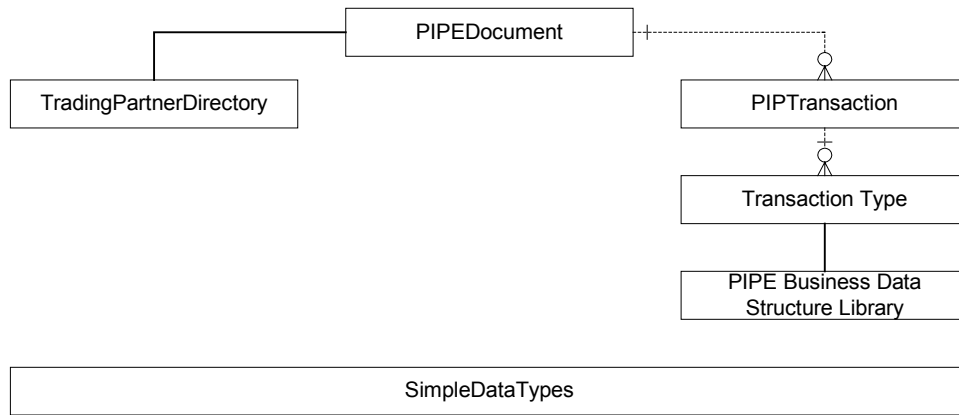 PIPEDocument
TradingPartnerDirectory
PIPTransaction
Transaction Type
PIPE Business Data
Structure Library
SimpleDataTypes